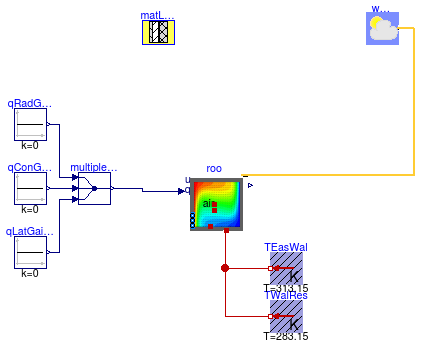 matL...
w...
qRadG...
k=0
qConG...
k=0
multiple...
roo
u
q
air
qLatGai...
k=0
TEasWal
K
T=313.15
TWalRes
K
T=283.15